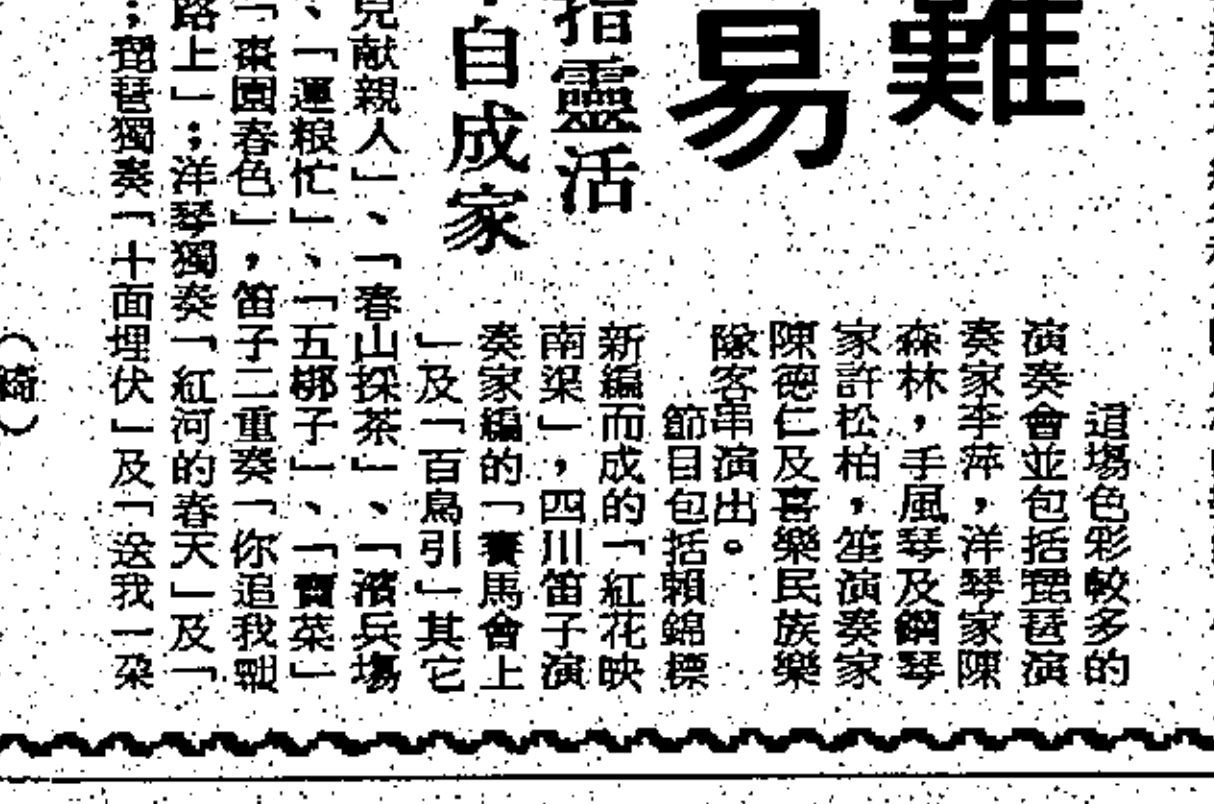 難
易
指靈活
自成家
這場色彩較多的
演奏會並包括琵琶演
奏家李萍，洋琴家陳
森林，手風琴及鋼琴
家許松柏，笙演奏家
陳德仁及喜樂民族樂
隊客串演出。
節目包括賴錦標
新編而成的「紅花映
南渠」，四川笛子演
奏家編的「賽馬會上
」及「百鳥引」其它
見献親人」、「春山採茶」、「濱兵場
、「運粮忙」、「五梆子」、「賣菜」
「棗園春色」，笛子二重奏「你追我
路上」；洋琴獨奏「紅河的春天」及「
；琵琶獨奏「十面埋伏」及「送我一朶
（綺）